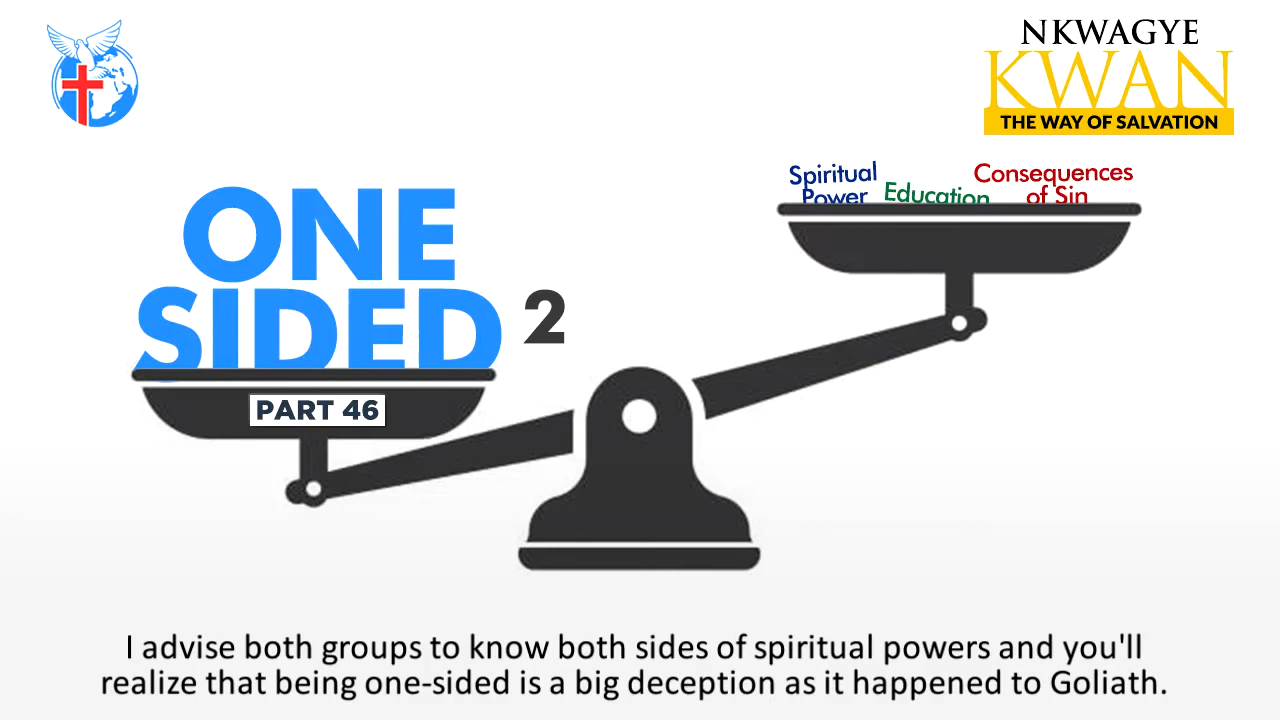 NKWAGYE
KWAN
THE WAY OF SALVATION
Spiritual
Power
Education
Consequences
of Sin
ONE
SIDED 2
PART 46
I advise both groups to know both sides of spiritual powers and you'll
realize that being one-sided is a big deception as it happened to Goliath.